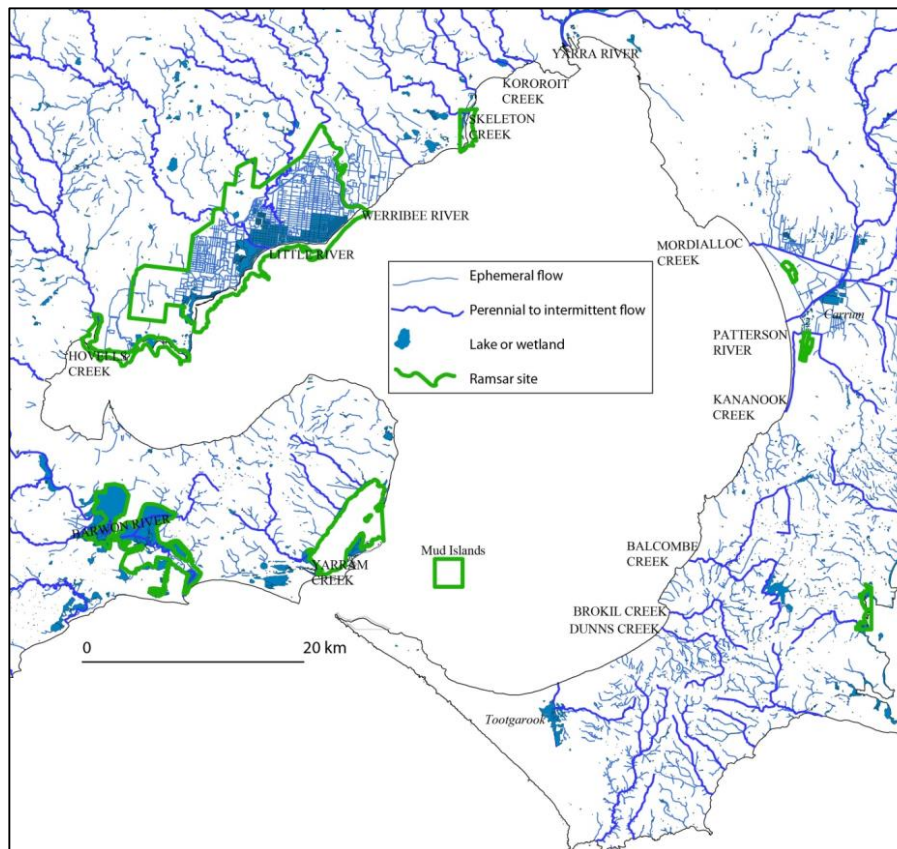 YARRA RIVER
KOROROIT
CREEK
SKELETON
CREEK
WERRIBEE RIVER
MORDIALLOC
CREEK
LITTLE RIVER
Ephemeral flow
Perennial to intermittent flow
Lake or wetland
Ramsar site
Carrum
PATTERSON
RIVER
HOVELLS
CREEK
KANANOOK
CREEK
BARWON RIVER
Mud Islands
YARRAM
CREEK
BALCOMBE
CREEK
BROKIL CREEK
DUNNS CREEK
0 20 km
Tootgarook